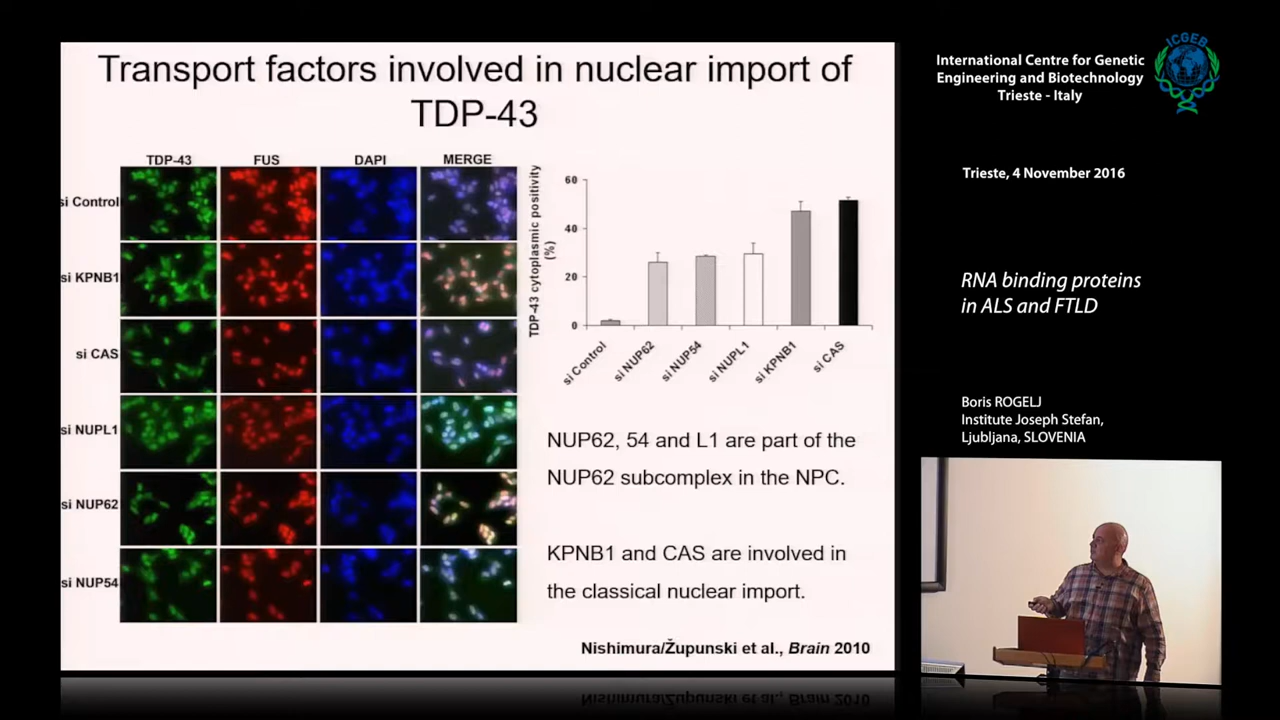 Transport factors involved in nuclear import of
TDP-43
TDP-43 FUS DAPI MERGE
si Control
si KPNB1
si CAS
si NUPL1
si NUP62
si NUP54
TDP-43 cytoplasmic positivity
(%)
60
40
20
0
si Control
si NUP62
si NUP54
si NUPL1
si KPNB1
si CAS
NUP62, 54 and L1 are part of the
NUP62 subcomplex in the NPC.
KPNB1 and CAS are involved in
the classical nuclear import.
Nishimura/Župunski et al., Brain 2010
International Centre for Genetic
Engineering and Biotechnology
Trieste - Italy
ICGEB
Trieste, 4 November 2016
RNA binding proteins
in ALS and FTLD
Boris ROGELJ
Institute Joseph Stefan,
Ljubljana, SLOVENIA